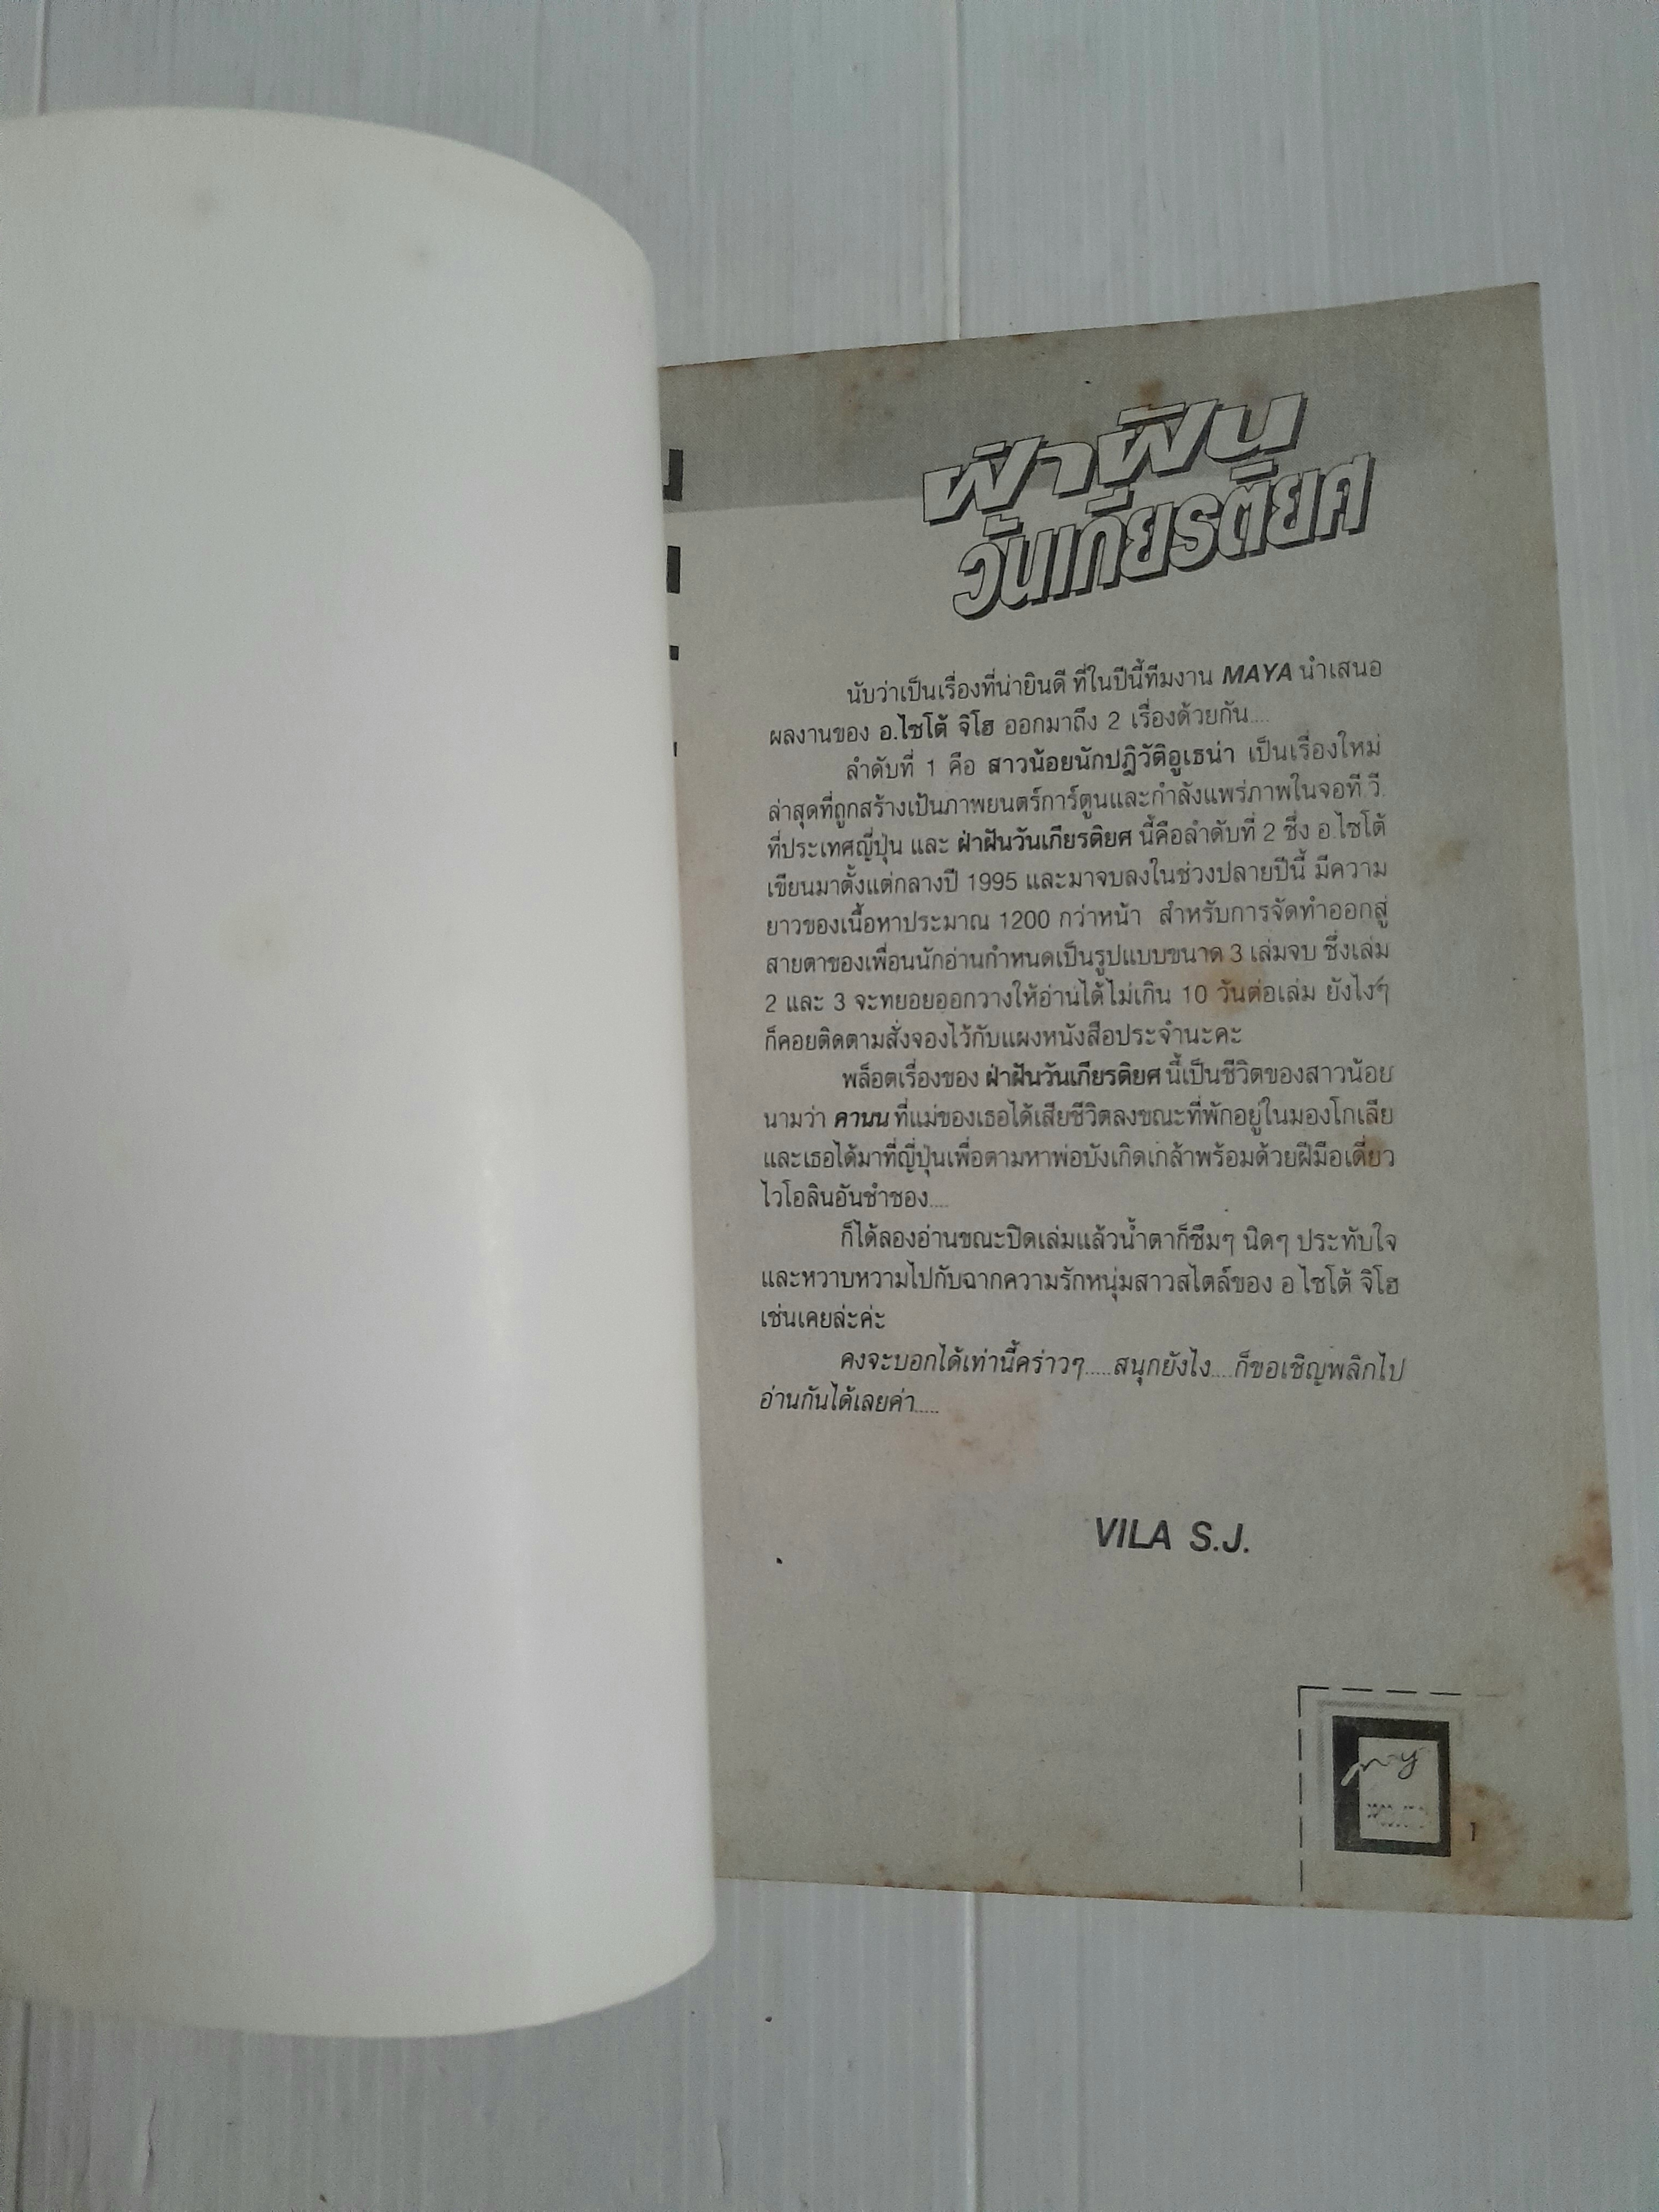 ฝ่าฝัน
วันเกียรติยศ
นับว่าเป็นเรื่องที่น่ายินดี ที่ในปีนี้ทีมงาน MAYA นำเสนอ
ผลงานของ อ.ไซโต้ จิโฮ ออกมาถึง 2 เรื่องด้วยกัน....
ลำดับที่ 1 คือ สาวน้อยนักปฎิวัติอูเธน่า เป็นเรื่องใหม่
ล่าสุดที่ถูกสร้างเป็นภาพยนตร์การ์ตูนและกำลังแพร่ภาพในจอที.วี.
ที่ประเทศญี่ปุ่น และ ฝ่าฝันวันเกียรติยศ นี้คือลำดับที่ 2 ซึ่ง อ.ไซโต้
เขียนมาตั้งแต่กลางปี 1995 และมาจบลงในช่วงปลายปีนี้ มีความ
ยาวของเนื้อหาประมาณ 1200 กว่าหน้า สำหรับการจัดทำออกสู่
สายตาของเพื่อนนักอ่านกำหนดเป็นรูปแบบขนาด 3 เล่มจบ ซึ่งเล่ม
2 และ 3 จะทยอยออกวางให้อ่านได้ไม่เกิน 10 วันต่อเล่ม ยังไงๆ
ก็คอยติดตามสั่งจองไว้กับแผงหนังสือประจำนะคะ
พล็อตเรื่องของ ฝ่าฝันวันเกียรติยศ นี้เป็นชีวิตของสาวน้อย
นามว่า คานน ที่แม่ของเธอได้เสียชีวิตลงขณะที่พักอยู่ในมองโกเลีย
และเธอได้มาที่ญี่ปุ่นเพื่อตามหาพ่อบังเกิดเกล้าพร้อมด้วยฝีมือเดี่ยว
ไวโอลินอันช่ำชอง....
ก็ได้ลองอ่านขณะปิดเล่มแล้วน้ำตาก็ซึมๆ นิดๆ ประทับใจ
และหวาบหวามไปกับฉากความรักหนุ่มสาวสไตล์ของ อ.ไซโต้ จิโฮ
เช่นเคยล่ะค่ะ
คงจะบอกได้เท่านี้คร่าวๆ.....สนุกยังไง....ก็ขอเชิญพลิกไป
อ่านกันได้เลยค่า.....
VILA S.J.
my
1